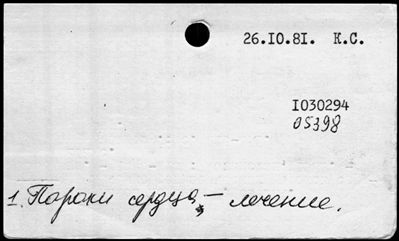 26.10.81. К.С.
1030294
05398
1. Пороки сердца — лечение.